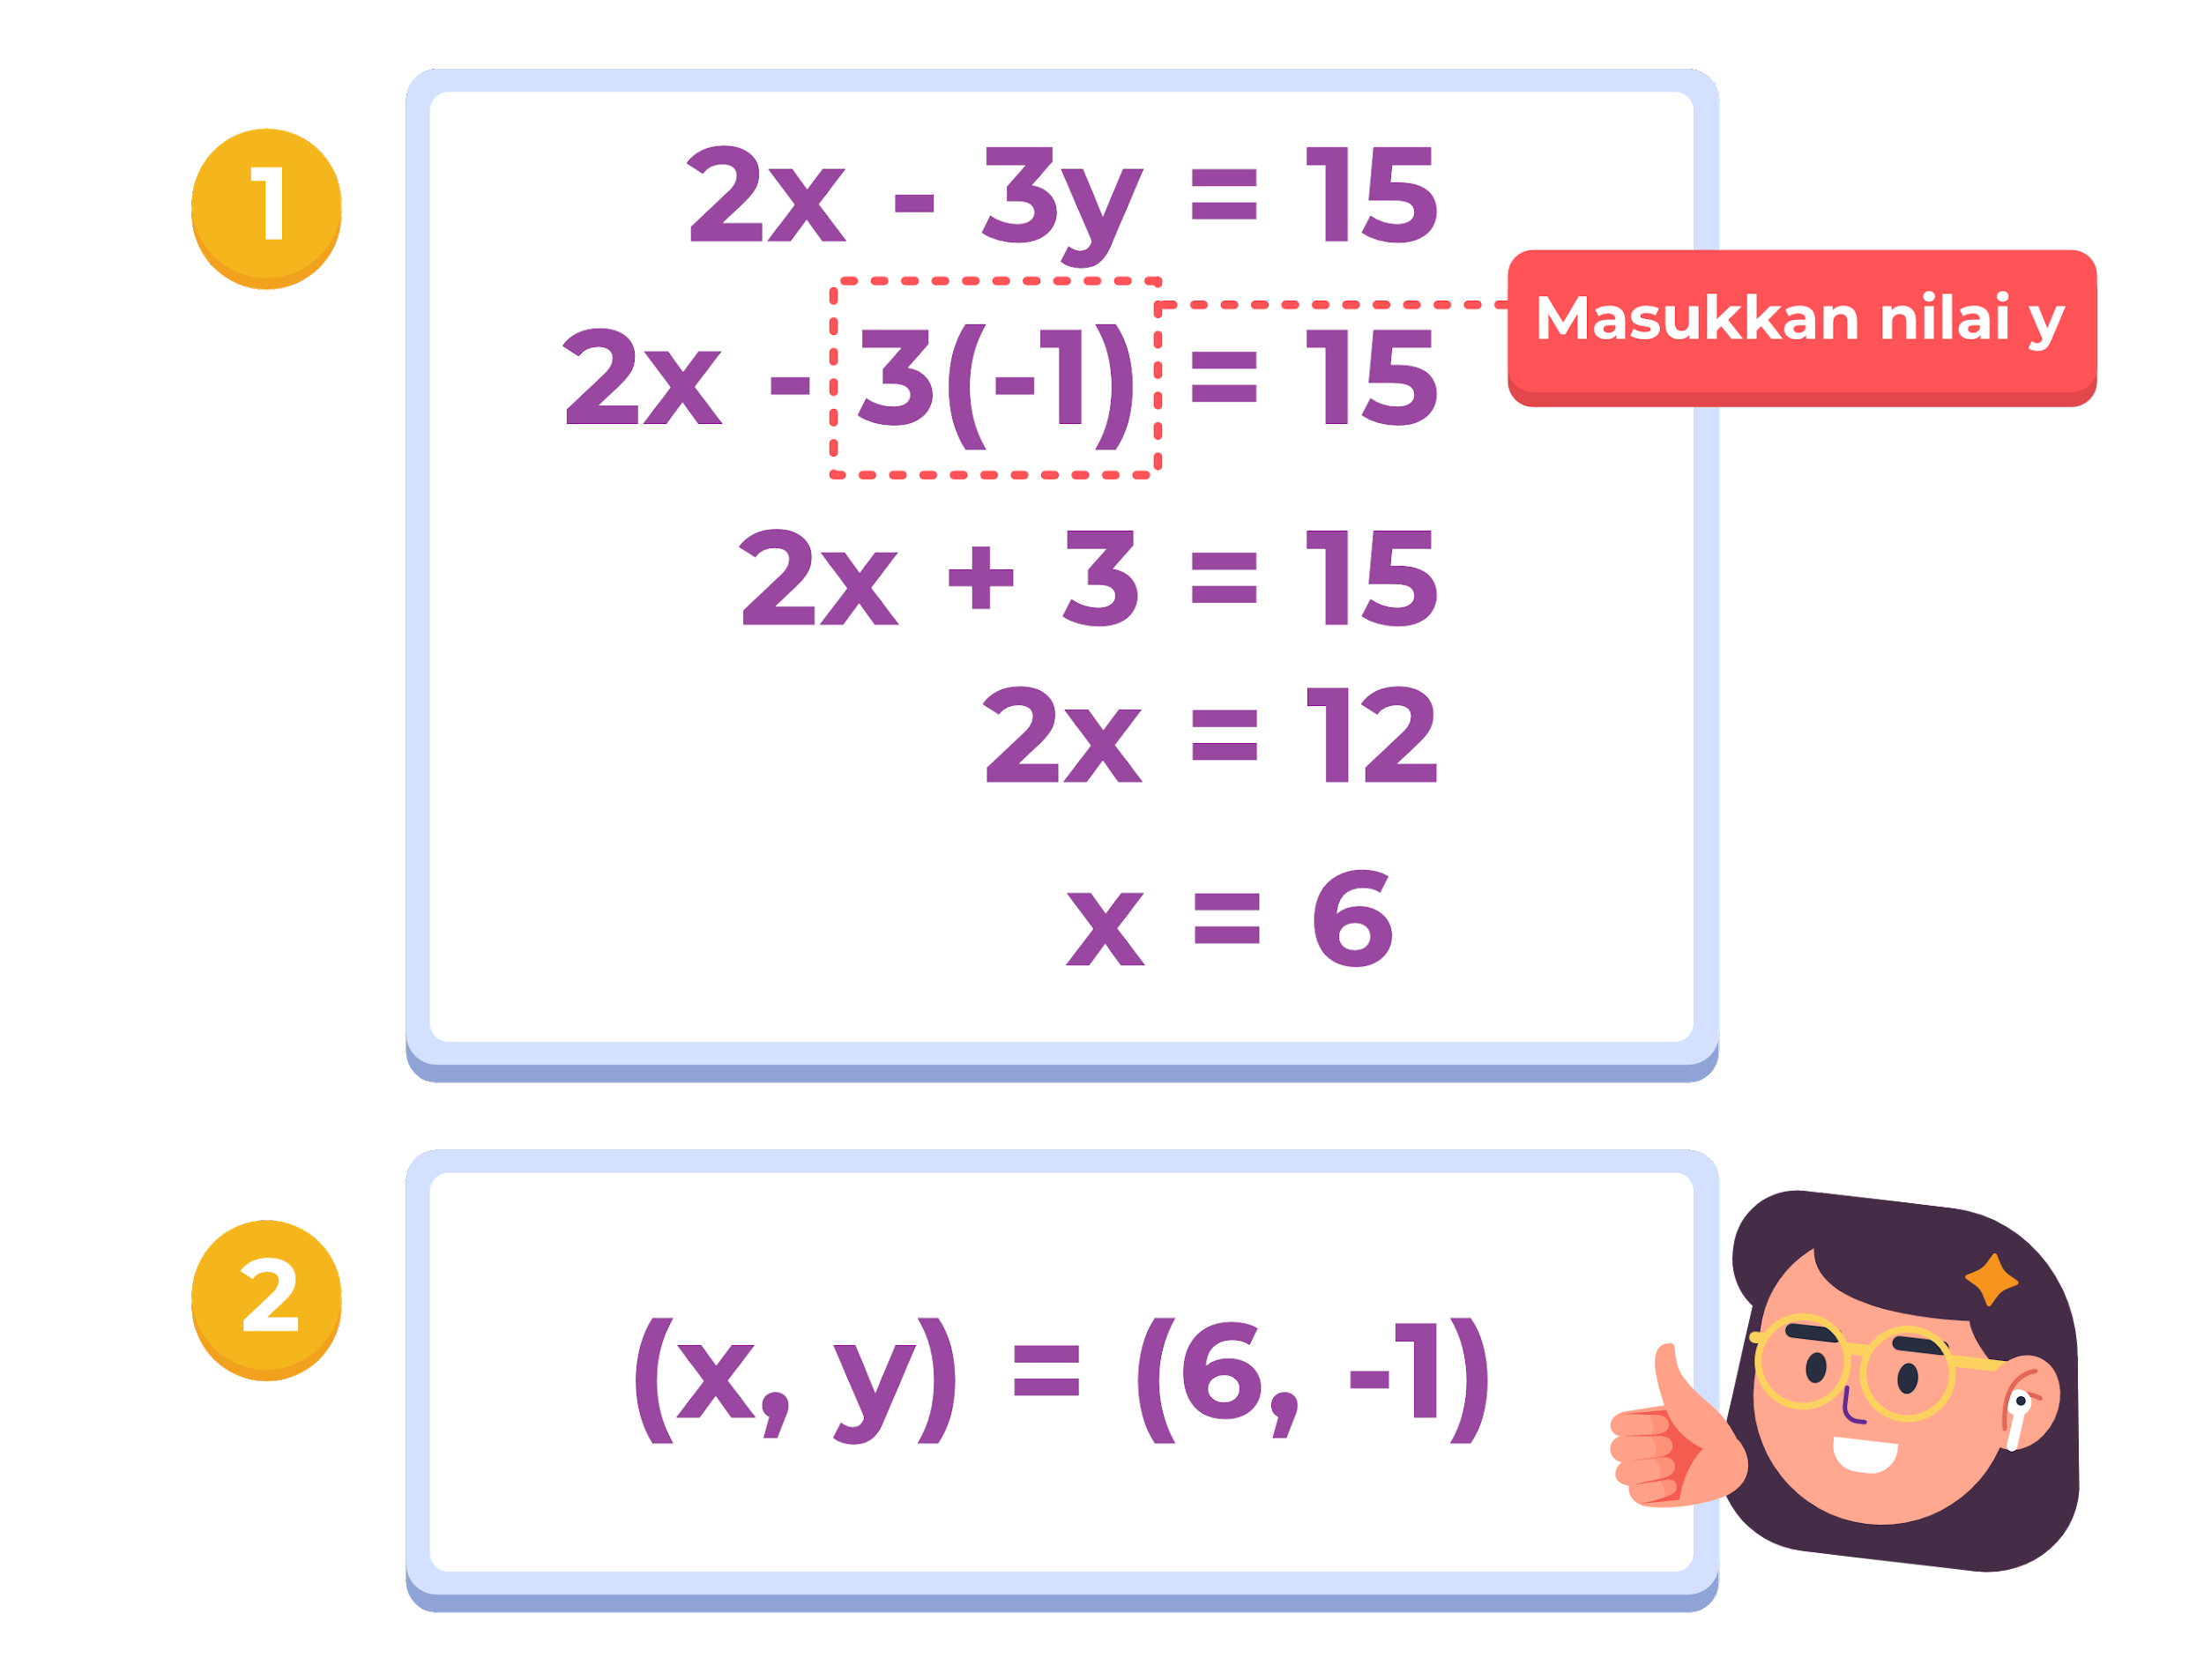 1
2x - 3y = 15
2x - 3(-1) = 15
Masukkan nilai y
2x + 3 = 15
2x = 12
x = 6
2
(x, y) = (6, -1)